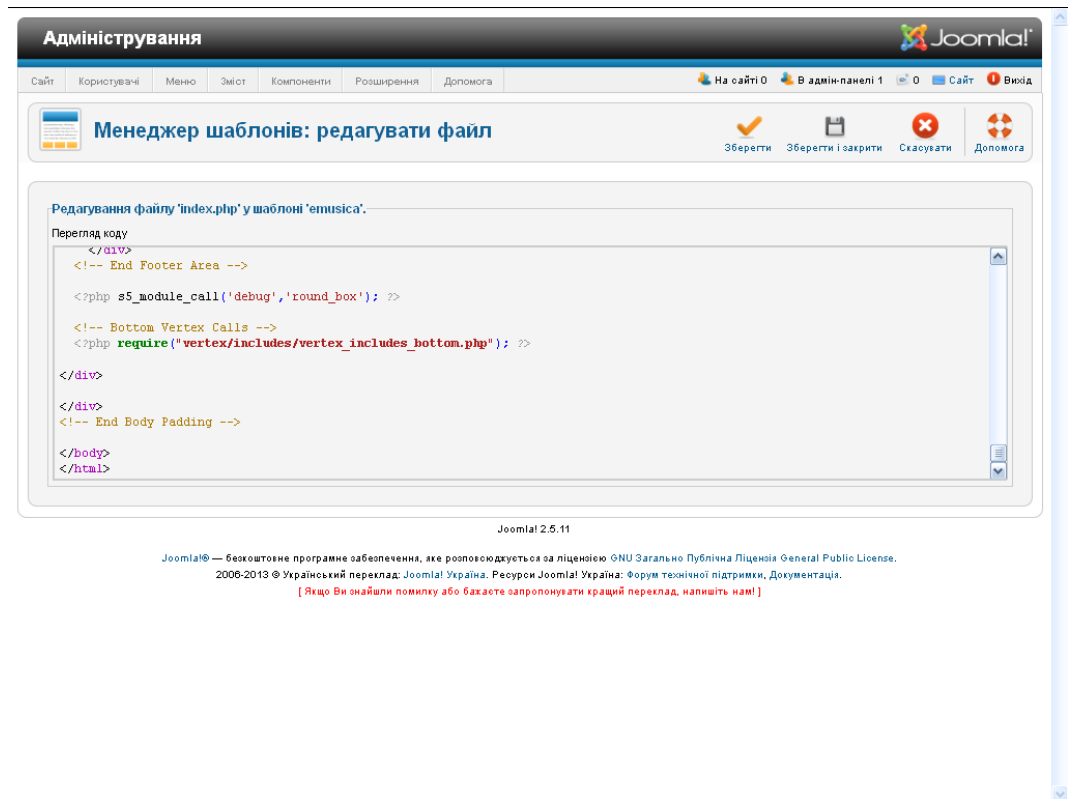 Адміністрування
Joomla!
Сайт Користувачі Меню Зміст Компоненти Розширення Допомога На сайті 0 В адмін-панелі 1 0 Сайт Вихід
Менеджер шаблонів: редагувати файл
Зберегти Зберегти і закрити Скасувати Допомога
Редагування файлу 'index.php' у шаблоні 'emusica'.
Перегляд коду
</div>
<!-- End Footer Area -->
<?php s5_module_call('debug','round_box'); ?>
<!-- Bottom Vertex Calls -->
<?php require("vertex/includes/vertex_includes_bottom.php"); ?>
</div>
</div>
<!-- End Body Padding -->
</body>
</html>
Joomla! 2.5.11
Joomla!® — безкоштовне програмне забезпечення, яке розповсюджується за ліцензією GNU Загально Публічна Ліцензія General Public License.
2006-2013 © Український переклад: Joomla! Україна. Ресурси Joomla! Україна: Форум технічної підтримки, Документація.
[ Якщо Ви знайшли помилку або бажаєте запропонувати кращий переклад, напишіть нам! ]